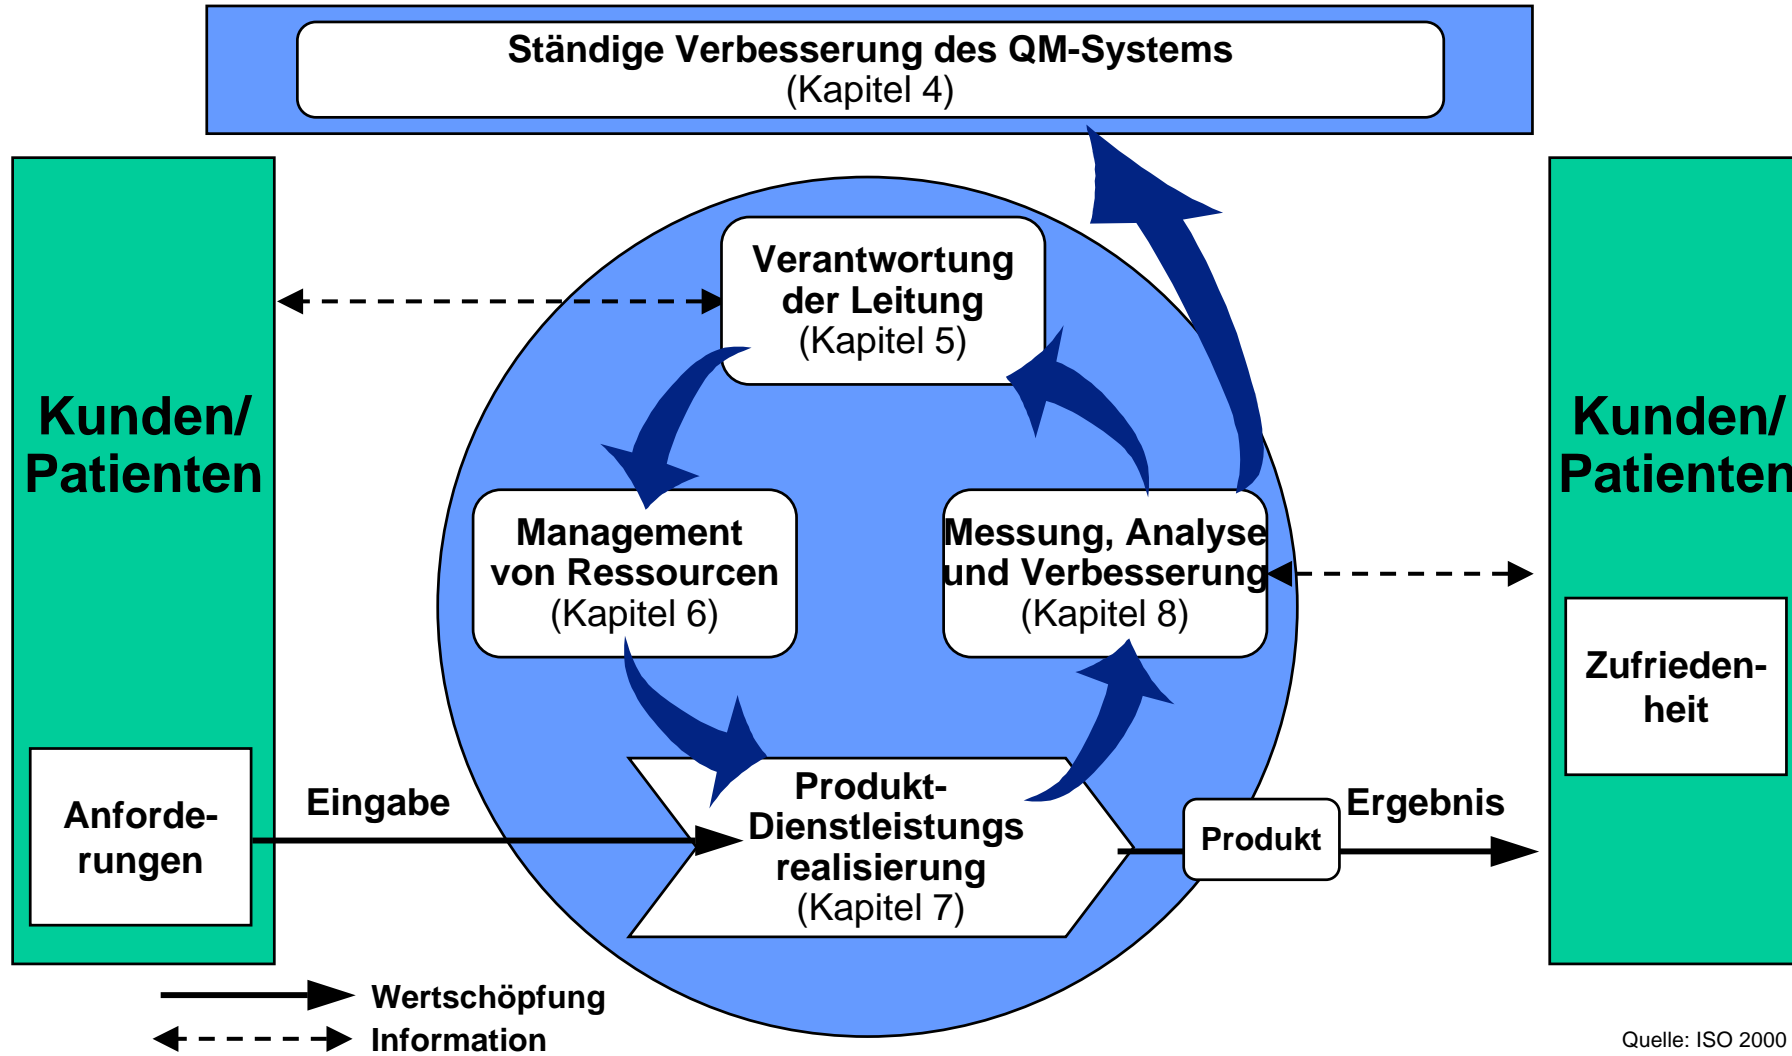 Ständige Verbesserung des QM-Systems
(Kapitel 4)
Kunden/
Patienten
Anforde-
rungen
Eingabe
Verantwortung
der Leitung
(Kapitel 5)
Management
von Ressourcen
(Kapitel 6)
Messung, Analyse
und Verbesserung
(Kapitel 8)
Produkt-
Dienstleistungs
realisierung
(Kapitel 7)
Produkt
Ergebnis
Kunden/
Patienten
Zufrieden-
heit
Wertschöpfung
Information
Quelle: ISO 2000